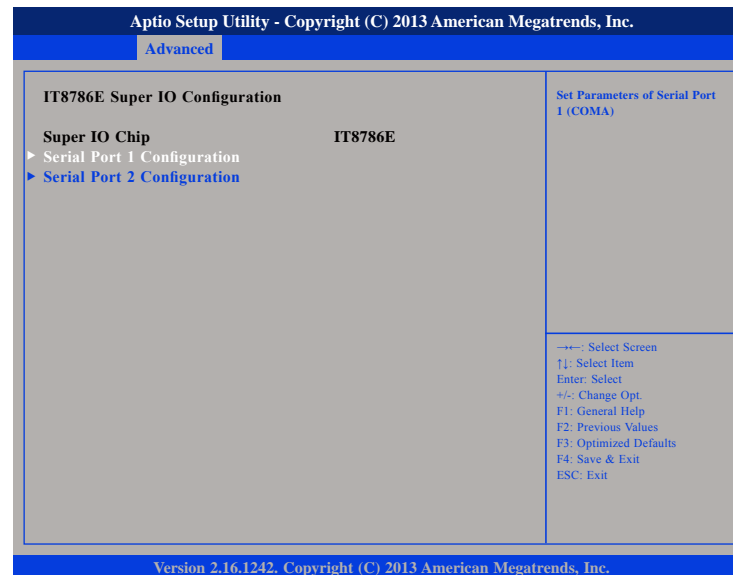 Aptio Setup Utility - Copyright (C) 2013 American Megatrends, Inc.
Advanced
IT8786E Super IO Configuration
Super IO Chip IT8786E
Serial Port 1 Configuration
Serial Port 2 Configuration
Set Parameters of Serial Port
1 (COMA)
→←: Select Screen
↑↓: Select Item
Enter: Select
+/-: Change Opt.
F1: General Help
F2: Previous Values
F3: Optimized Defaults
F4: Save & Exit
ESC: Exit
Version 2.16.1242. Copyright (C) 2013 American Megatrends, Inc.